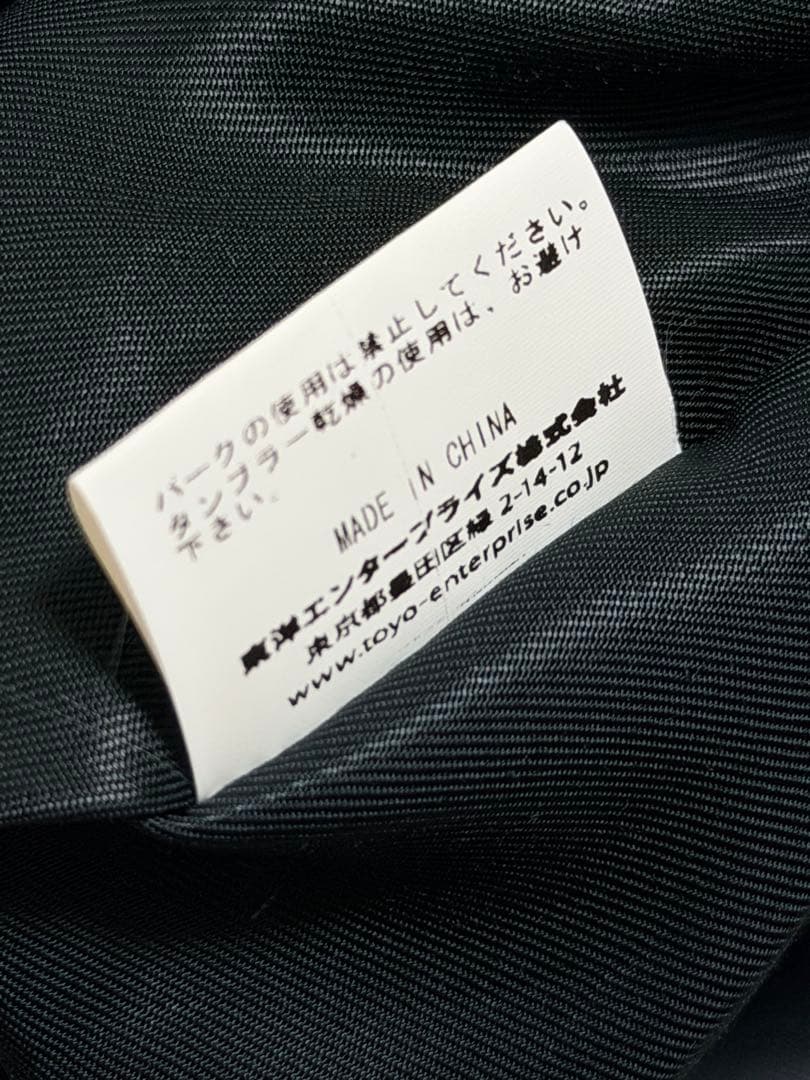 パークの使用は禁止してください。
タンブラー乾燥の使用は、お避け
下さい。
MADE IN CHINA
東洋エンタープライズ株式会社
東京都墨田区緑 2-14-12
www.toyo-enterprise.co.jp